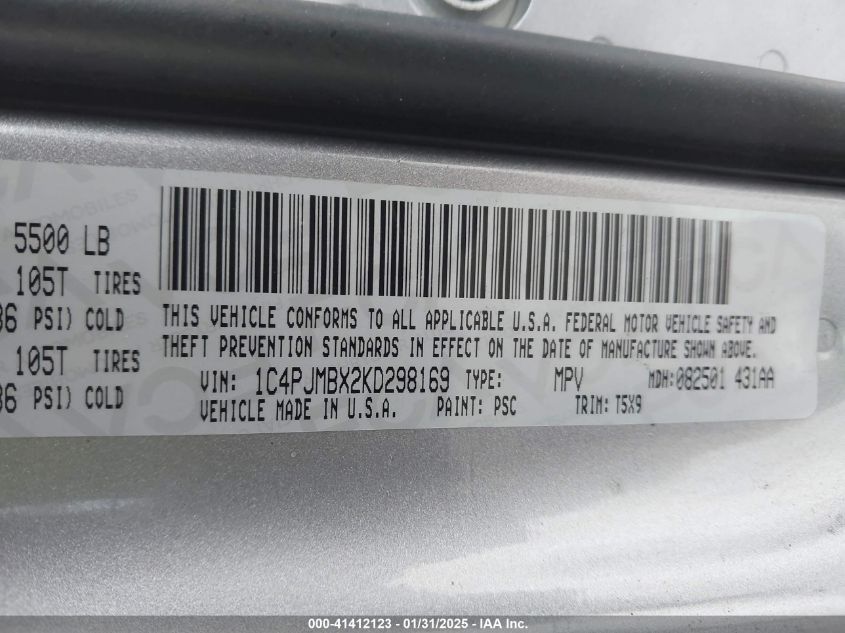 5500 LB
105T TIRES
36 PSI) COLD
105T TIRES
36 PSI) COLD
THIS VEHICLE CONFORMS TO ALL APPLICABLE U.S.A. FEDERAL MOTOR VEHICLE SAFETY AND
THEFT PREVENTION STANDARDS IN EFFECT ON THE DATE OF MANUFACTURE SHOWN ABOVE.
VIN: 1C4PJMBX2KD298169 TYPE: MPV MDH:082501 431AA
VEHICLE MADE IN U.S.A. PAINT: PSC TRIM: T5X9
000-41412123 - 01/31/2025 - IAA Inc.